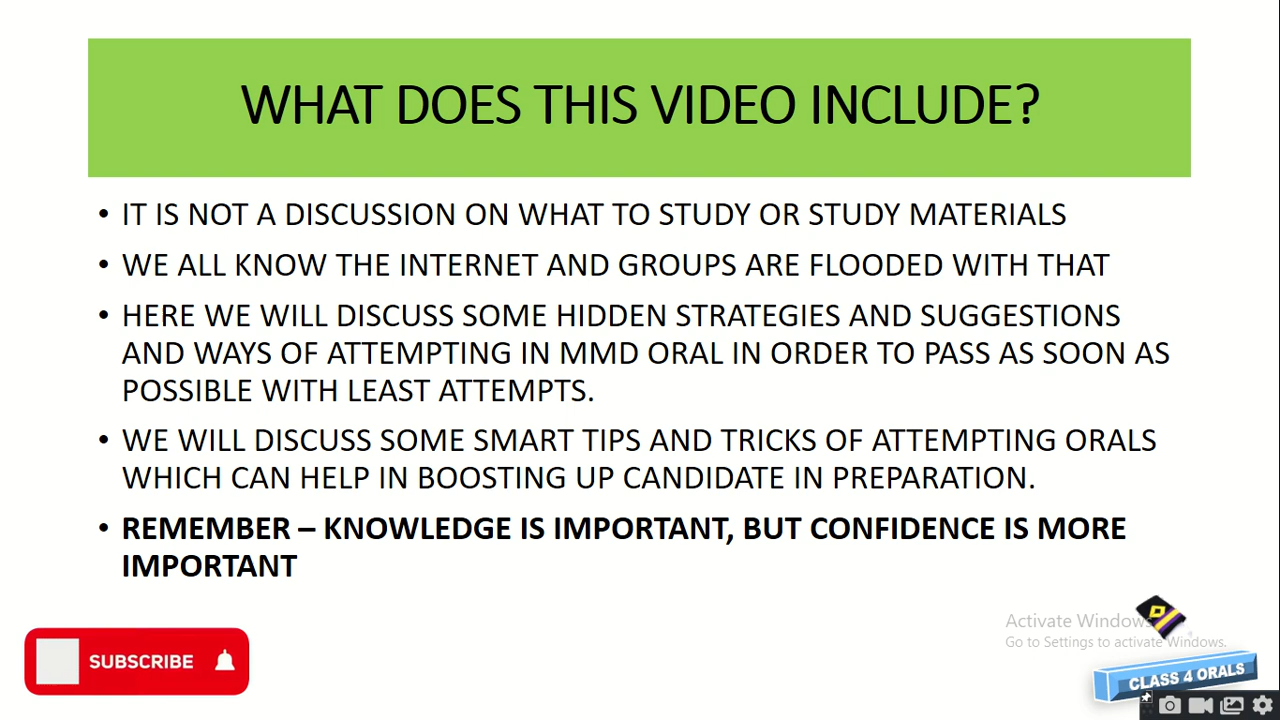 WHAT DOES THIS VIDEO INCLUDE?
• IT IS NOT A DISCUSSION ON WHAT TO STUDY OR STUDY MATERIALS
• WE ALL KNOW THE INTERNET AND GROUPS ARE FLOODED WITH THAT
• HERE WE WILL DISCUSS SOME HIDDEN STRATEGIES AND SUGGESTIONS
AND WAYS OF ATTEMPTING IN MMD ORAL IN ORDER TO PASS AS SOON AS
POSSIBLE WITH LEAST ATTEMPTS.
• WE WILL DISCUSS SOME SMART TIPS AND TRICKS OF ATTEMPTING ORALS
WHICH CAN HELP IN BOOSTING UP CANDIDATE IN PREPARATION.
• REMEMBER – KNOWLEDGE IS IMPORTANT, BUT CONFIDENCE IS MORE
IMPORTANT
Activate Windows
Go to Settings to activate Windows.
SUBSCRIBE
CLASS 4 ORALS